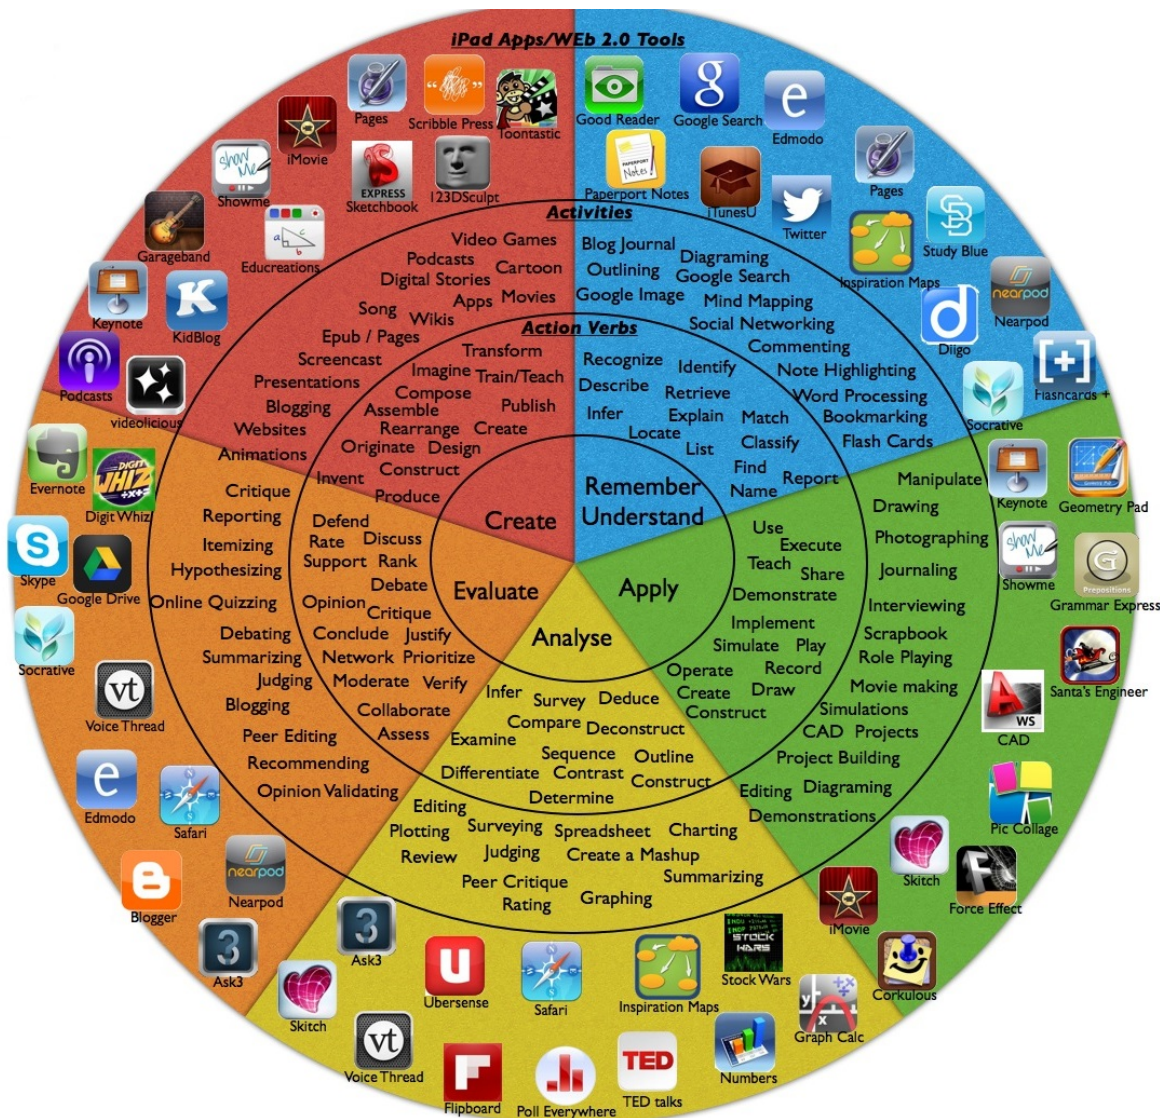 iPad Apps/WEb 2.0 Tools
Pages
Scribble Press
Toontastic
iMovie
Showme
EXPRESS
Sketchbook
123DSculpt
Garageband
Educreations
Keynote
KidBlog
Podcasts
videolicious
Good Reader
Google Search
Edmodo
Paperport Notes
iTunesU
Twitter
Pages
Study Blue
Inspiration Maps
nearpod
Nearpod
Diigo
Flashcards +
Socrative
Activities
Video Games
Podcasts
Cartoon
Digital Stories
Apps
Movies
Song
Wikis
Epub / Pages
Screencast
Presentations
Blogging
Websites
Animations
Blog Journal
Diagraming
Outlining
Google Search
Google Image
Mind Mapping
Social Networking
Commenting
Note Highlighting
Word Processing
Bookmarking
Flash Cards
Action Verbs
Transform
Imagine
Train/Teach
Compose
Publish
Assemble
Rearrange
Create
Originate
Design
Construct
Invent
Produce
Recognize
Identify
Describe
Retrieve
Infer
Explain
Match
Locate
List
Classify
Find
Name
Report
Create
Remember
Understand
Evaluate
Apply
Analyse
Evernote
DIGIT
WHIZ
Digit Whiz
Skype
Google Drive
Socrative
vt
Voice Thread
Edmodo
Safari
Blogger
nearpod
Nearpod
Ask3
Critique
Reporting
Itemizing
Hypothesizing
Online Quizzing
Debating
Summarizing
Judging
Blogging
Peer Editing
Recommending
Opinion Validating
Defend
Rate
Discuss
Support
Rank
Debate
Opinion
Critique
Conclude
Justify
Network
Prioritize
Moderate
Verify
Collaborate
Assess
Use
Execute
Teach
Share
Demonstrate
Implement
Simulate
Play
Operate
Record
Create
Draw
Construct
Manipulate
Drawing
Photographing
Journaling
Interviewing
Scrapbook
Role Playing
Movie making
Simulations
CAD Projects
Project Building
Editing
Diagraming
Demonstrations
Keynote
Geometry Pad
Showme
Prepositions
Grammar Express
Santa's Engineer
WS
CAD
Pic Collage
Skitch
Force Effect
iMovie
Corkulous
Infer
Survey
Deduce
Compare
Deconstruct
Examine
Sequence
Outline
Differentiate
Contrast
Construct
Determine
Editing
Plotting
Surveying
Spreadsheet
Charting
Review
Judging
Create a Mashup
Peer Critique
Summarizing
Rating
Graphing
Ask3
Skitch
Ubersense
Safari
Inspiration Maps
STOCK
WARS
Stock Wars
Graph Calc
vt
Voice Thread
Flipboard
Poll Everywhere
TED
TED talks
Numbers